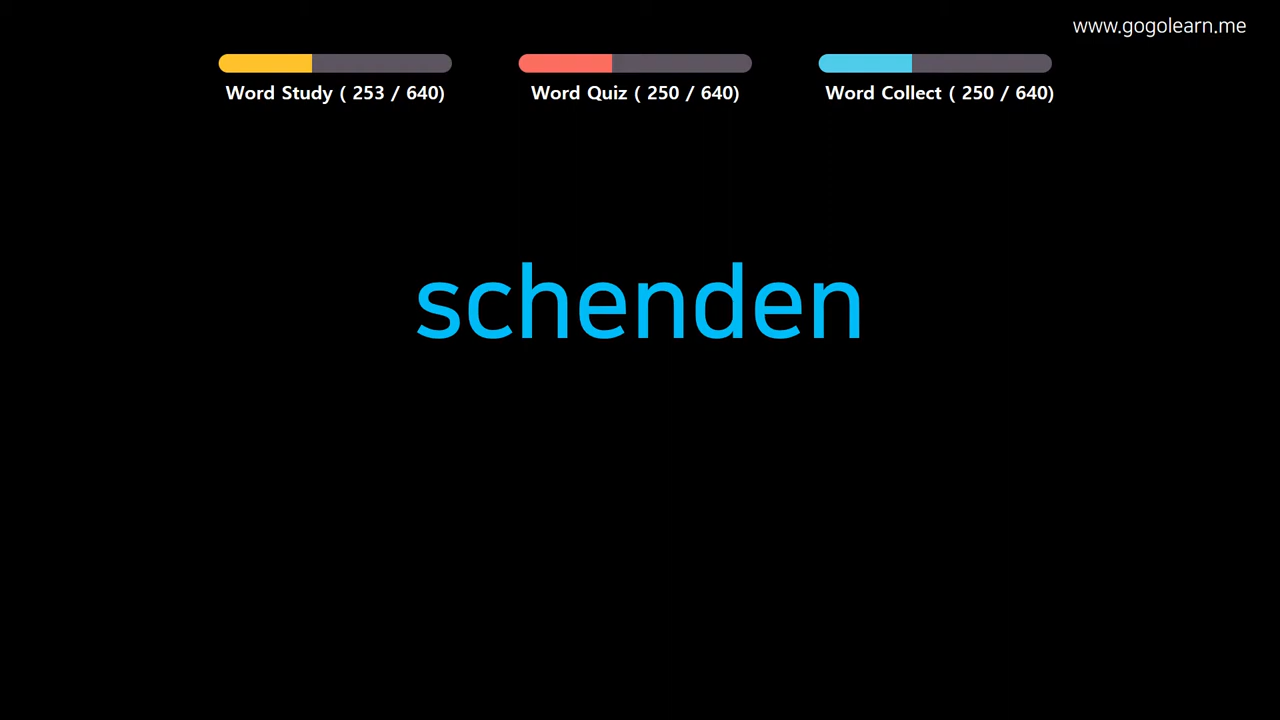 www.gogolearn.me
Word Study ( 253 / 640)
Word Quiz ( 250 / 640)
Word Collect ( 250 / 640)
schenden